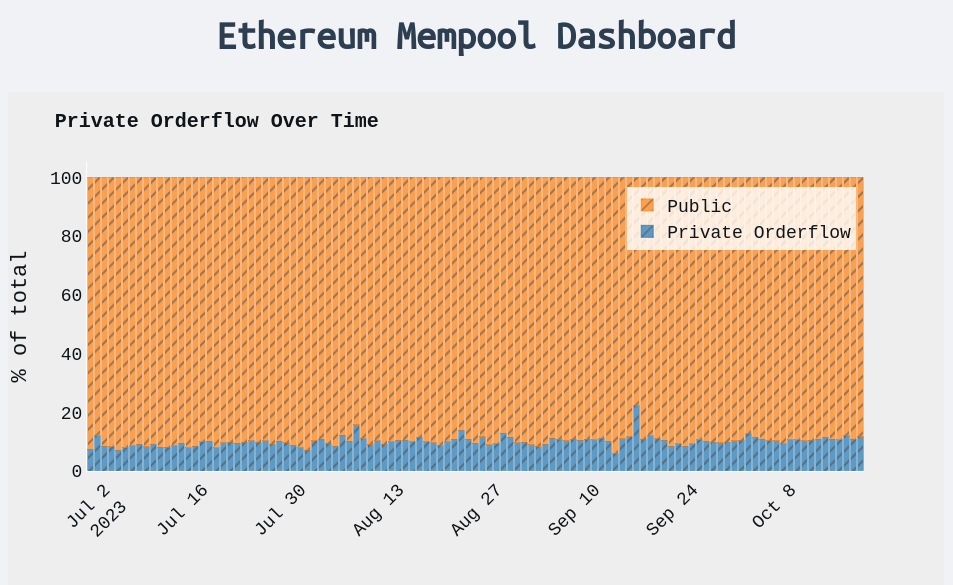 Ethereum Mempool Dashboard
Private Orderflow Over Time
Public
Private Orderflow
% of total
100
80
60
40
20
0
Jul 2
2023
Jul 16
Jul 30
Aug 13
Aug 27
Sep 10
Sep 24
Oct 8